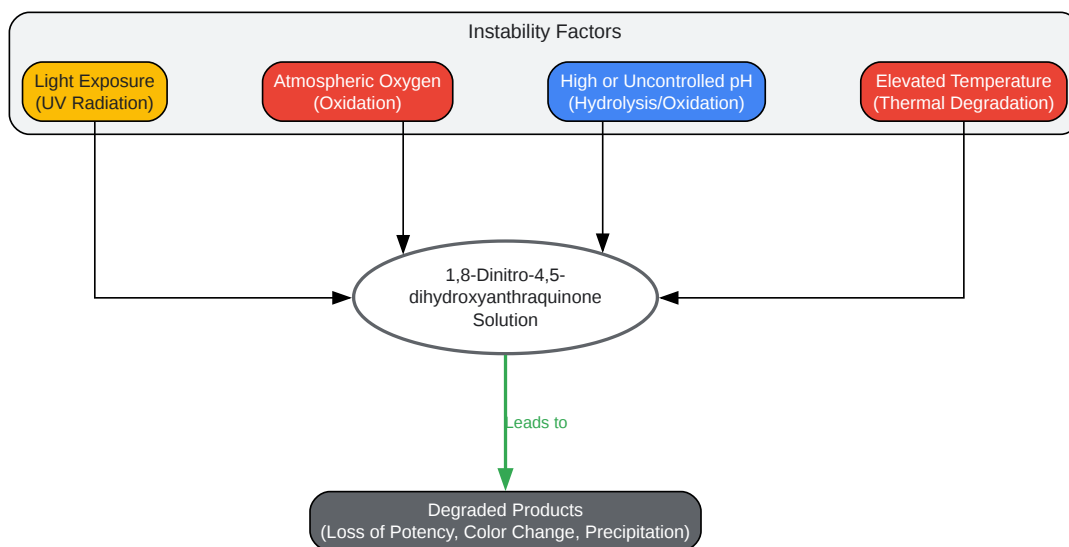 Instability Factors
Light Exposure
(UV Radiation)
Atmospheric Oxygen
(Oxidation)
High or Uncontrolled pH
(Hydrolysis/Oxidation)
Elevated Temperature
(Thermal Degradation)
1,8-Dinitro-4,5-
dihydroxyanthraquinone
Solution
Leads to
Degraded Products
(Loss of Potency, Color Change, Precipitation)